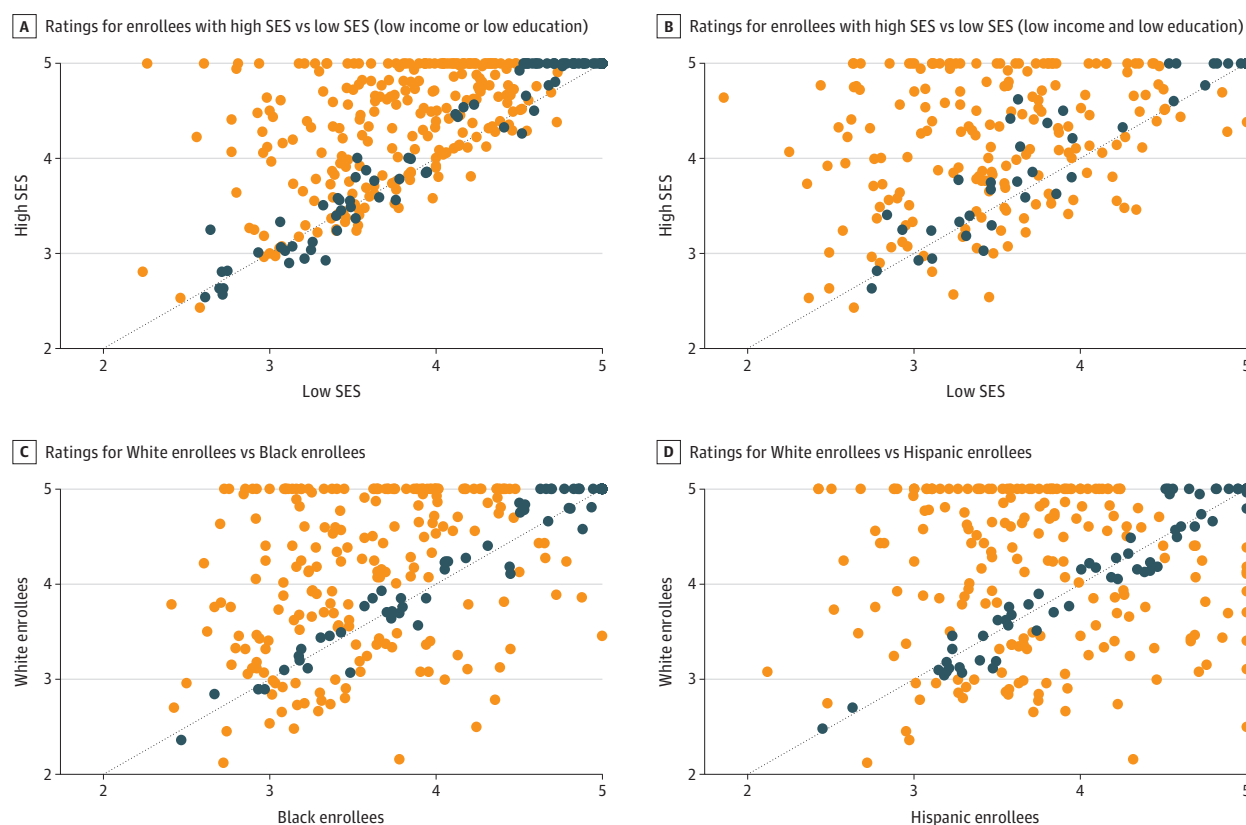 A Ratings for enrollees with high SES vs low SES (low income or low education)
5
4
3
2
High SES
2 3 4 5
Low SES
B Ratings for enrollees with high SES vs low SES (low income and low education)
5
4
3
2
High SES
2 3 4 5
Low SES
C Ratings for White enrollees vs Black enrollees
5
4
3
2
White enrollees
2 3 4 5
Black enrollees
D Ratings for White enrollees vs Hispanic enrollees
5
4
3
2
White enrollees
2 3 4 5
Hispanic enrollees